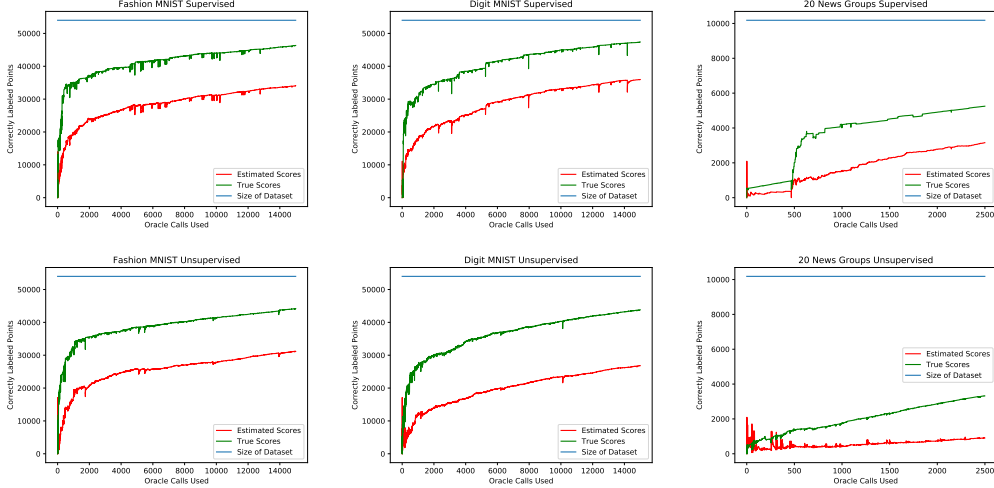 Fashion MNIST Supervised
50000
40000
30000
20000
10000
0
Correctly Labeled Points
0 2000 4000 6000 8000 10000 12000 14000
Oracle Calls Used
Estimated Scores
True Scores
Size of Dataset
Digit MNIST Supervised
50000
40000
30000
20000
10000
0
Correctly Labeled Points
0 2000 4000 6000 8000 10000 12000 14000
Oracle Calls Used
Estimated Scores
True Scores
Size of Dataset
20 News Groups Supervised
10000
8000
6000
4000
2000
0
Correctly Labeled Points
0 500 1000 1500 2000 2500
Oracle Calls Used
Estimated Scores
True Scores
Size of Dataset
Fashion MNIST Unsupervised
50000
40000
30000
20000
10000
0
Correctly Labeled Points
0 2000 4000 6000 8000 10000 12000 14000
Oracle Calls Used
Estimated Scores
True Scores
Size of Dataset
Digit MNIST Unsupervised
50000
40000
30000
20000
10000
0
Correctly Labeled Points
0 2000 4000 6000 8000 10000 12000 14000
Oracle Calls Used
Estimated Scores
True Scores
Size of Dataset
20 News Groups Unsupervised
10000
8000
6000
4000
2000
0
Correctly Labeled Points
0 500 1000 1500 2000 2500
Oracle Calls Used
Estimated Scores
True Scores
Size of Dataset